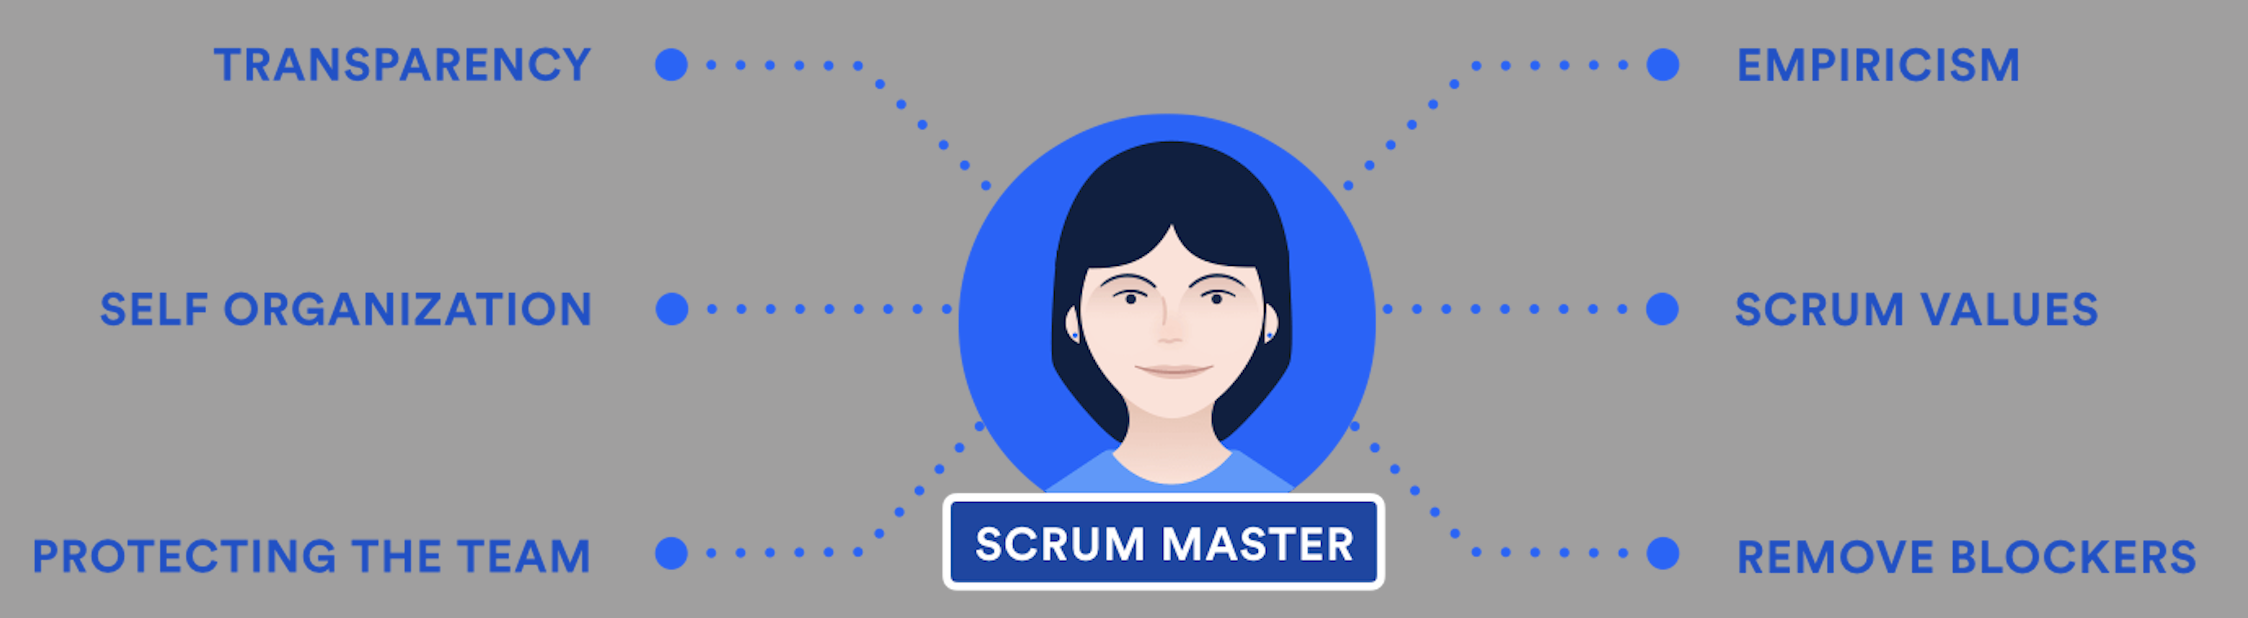 TRANSPARENCY
EMPIRICISM
SELF ORGANIZATION
SCRUM VALUES
PROTECTING THE TEAM
SCRUM MASTER
REMOVE BLOCKERS